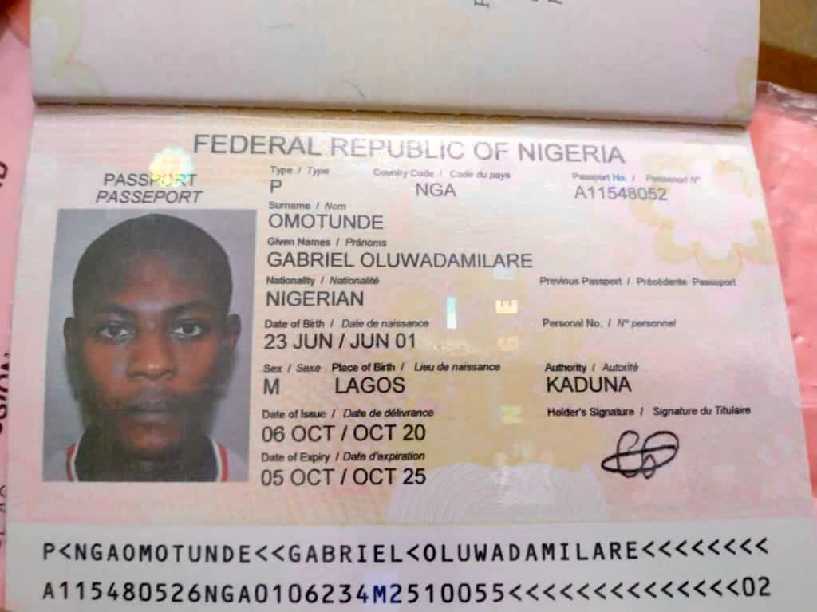 FEDERAL REPUBLIC OF NIGERIA
PASSPORT
PASSEPORT
Type / Type Country Code / Code du pays Passport No. / Passeport N°
P NGA A11548052
Surname / Nom
OMOTUNDE
Given Names / Prénoms
GABRIEL OLUWADAMILARE
Nationality / Nationalité Previous Passport / Précédente Passeport
NIGERIAN
Date of Birth / Date de naissance Personal No. / N° personnel
23 JUN / JUN 01
Sex / Sexe Place of Birth / Lieu de naissance Authority / Autorité
M LAGOS KADUNA
Date of Issue / Date de délivrance Holder's Signature / Signature du Titulaire
06 OCT / OCT 20
Date of Expiry / Date d'expiration
05 OCT / OCT 25
P<NGAOMOTUNDE<<GABRIEL<OLUWADAMILARE<<<<<<<<
A115480526NGA0106234M2510055<<<<<<<<<<<<<<02